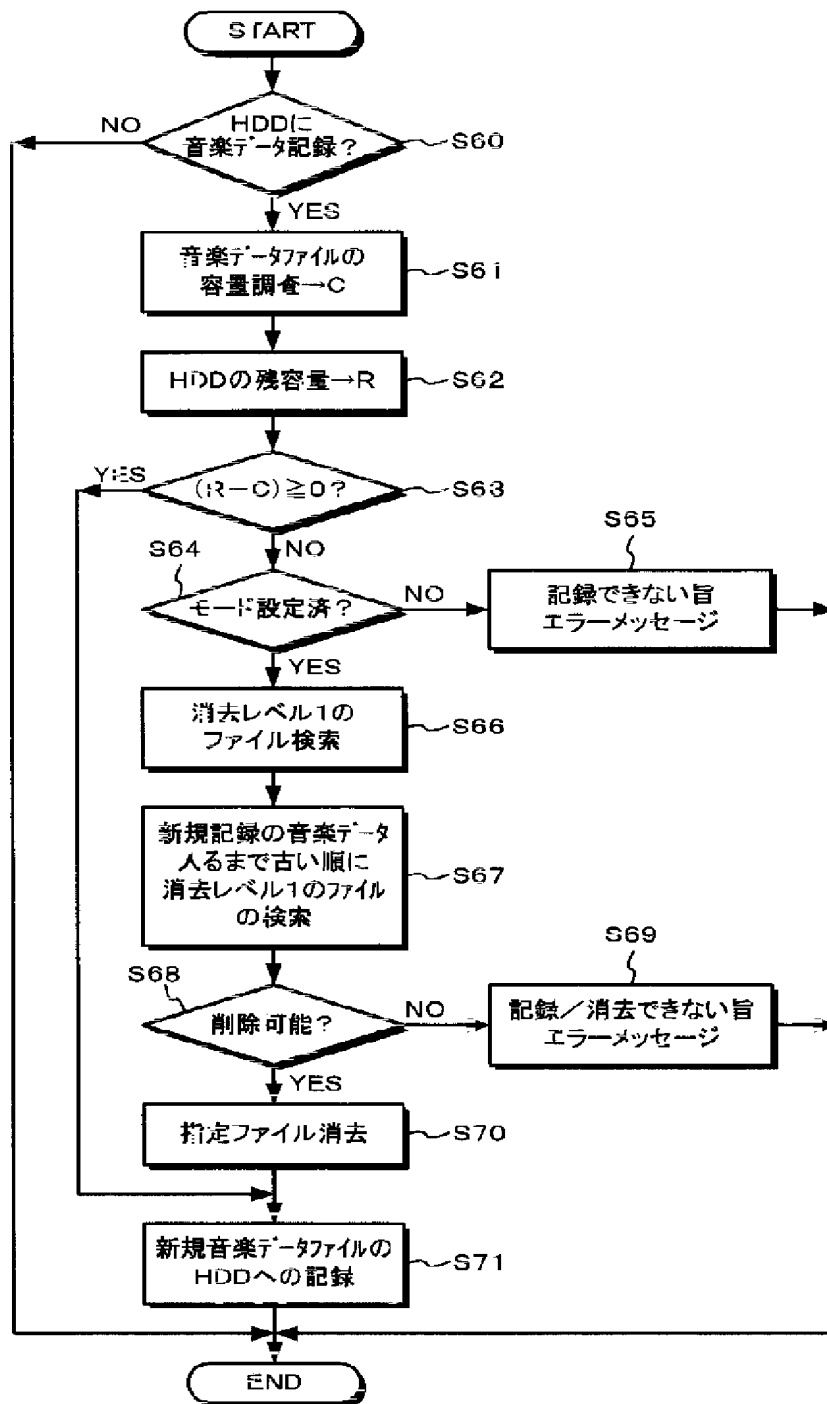 START
HDDに
音楽データ記録？
NO
S60
YES
音楽データファイルの
容量調査→C
S61
HDDの残容量→R
S62
YES
(R－C)≧0？
S63
NO
S64
モード設定済？
NO
S65
記録できない旨
エラーメッセージ
YES
消去レベル1の
ファイル検索
S66
新規記録の音楽データ
入るまで古い順に
消去レベル1のファイル
の検索
S67
S68
削除可能？
NO
S69
記録／消去できない旨
エラーメッセージ
YES
指定ファイル消去
S70
新規音楽データファイルの
HDDへの記録
S71
END